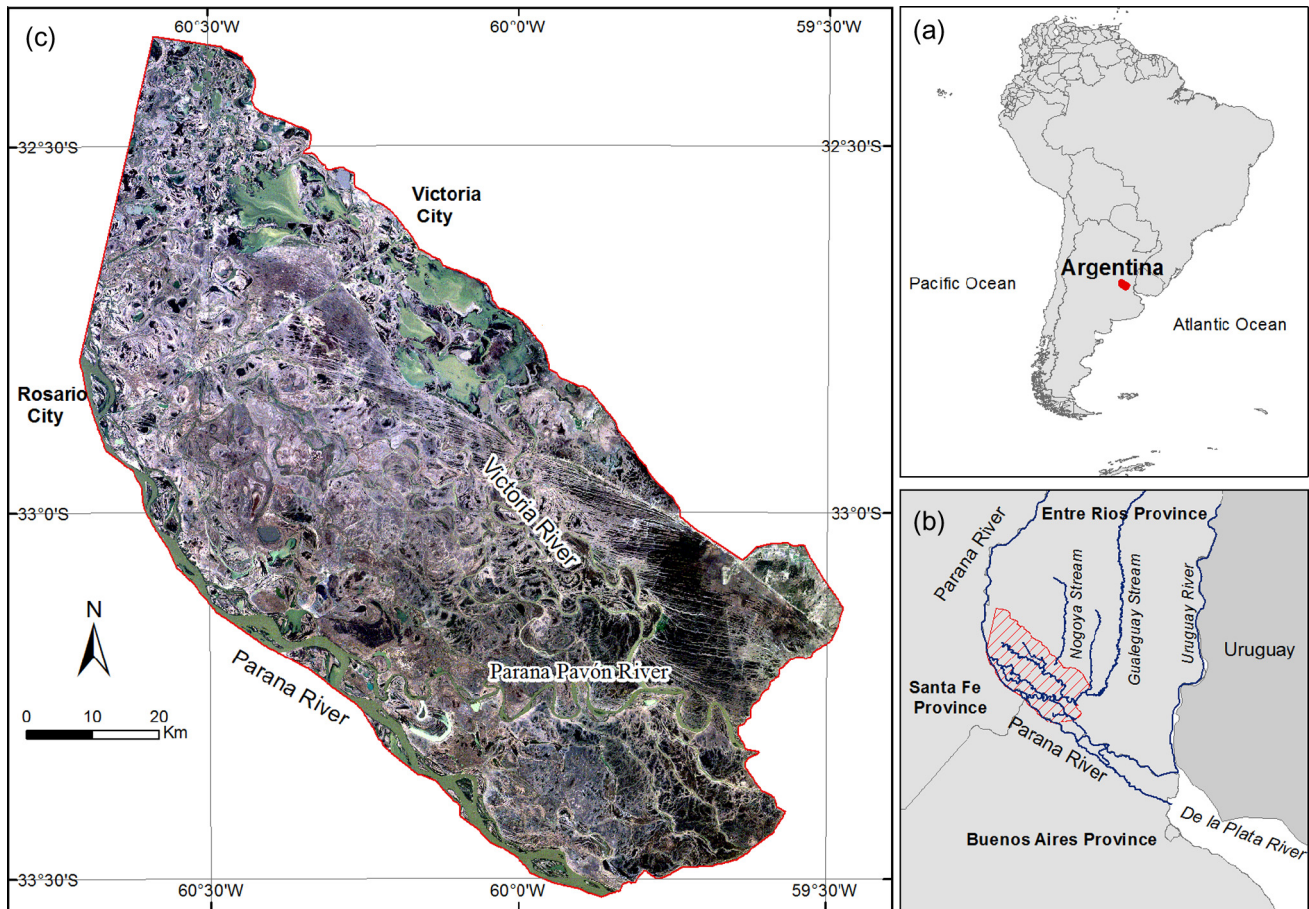 (c)
60°30'W
60°0'W
59°30'W
32°30'S
32°30'S
Victoria
City
Rosario
City
Victoria River
33°0'S
33°0'S
N
Parana Pavón River
Parana River
0 10 20
Km
33°30'S
33°30'S
60°30'W
60°0'W
59°30'W
(a)
Argentina
Pacific Ocean
Atlantic Ocean
(b)
Entre Rios Province
Parana River
Nogoya Stream
Gualeguay Stream
Uruguay River
Uruguay
Santa Fe
Province
Parana River
De la Plata River
Buenos Aires Province